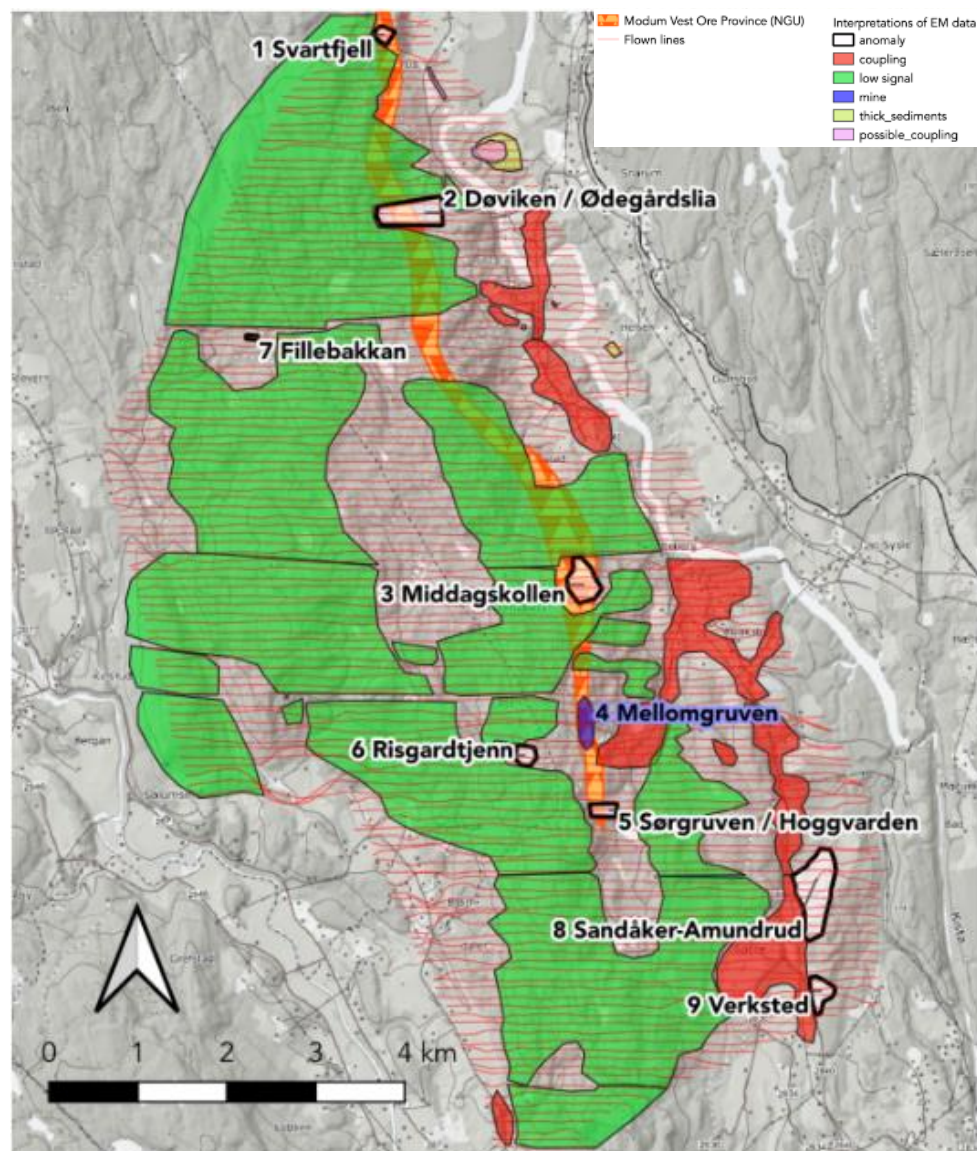 Modum Vest Ore Province (NGU)
Flown lines
Interpretations of EM data
anomaly
coupling
low signal
mine
thick_sediments
possible_coupling
1 Svartfjell
Snarum
2 Døviken / Ødegårdslia
7 Fillebakkan
3 Middagskollen
4 Mellomgruven
6 Risgardtjenn
5 Sørgruven / Hoggvarden
8 Sandåker-Amundrud
9 Verksted
0 1 2 3 4 km